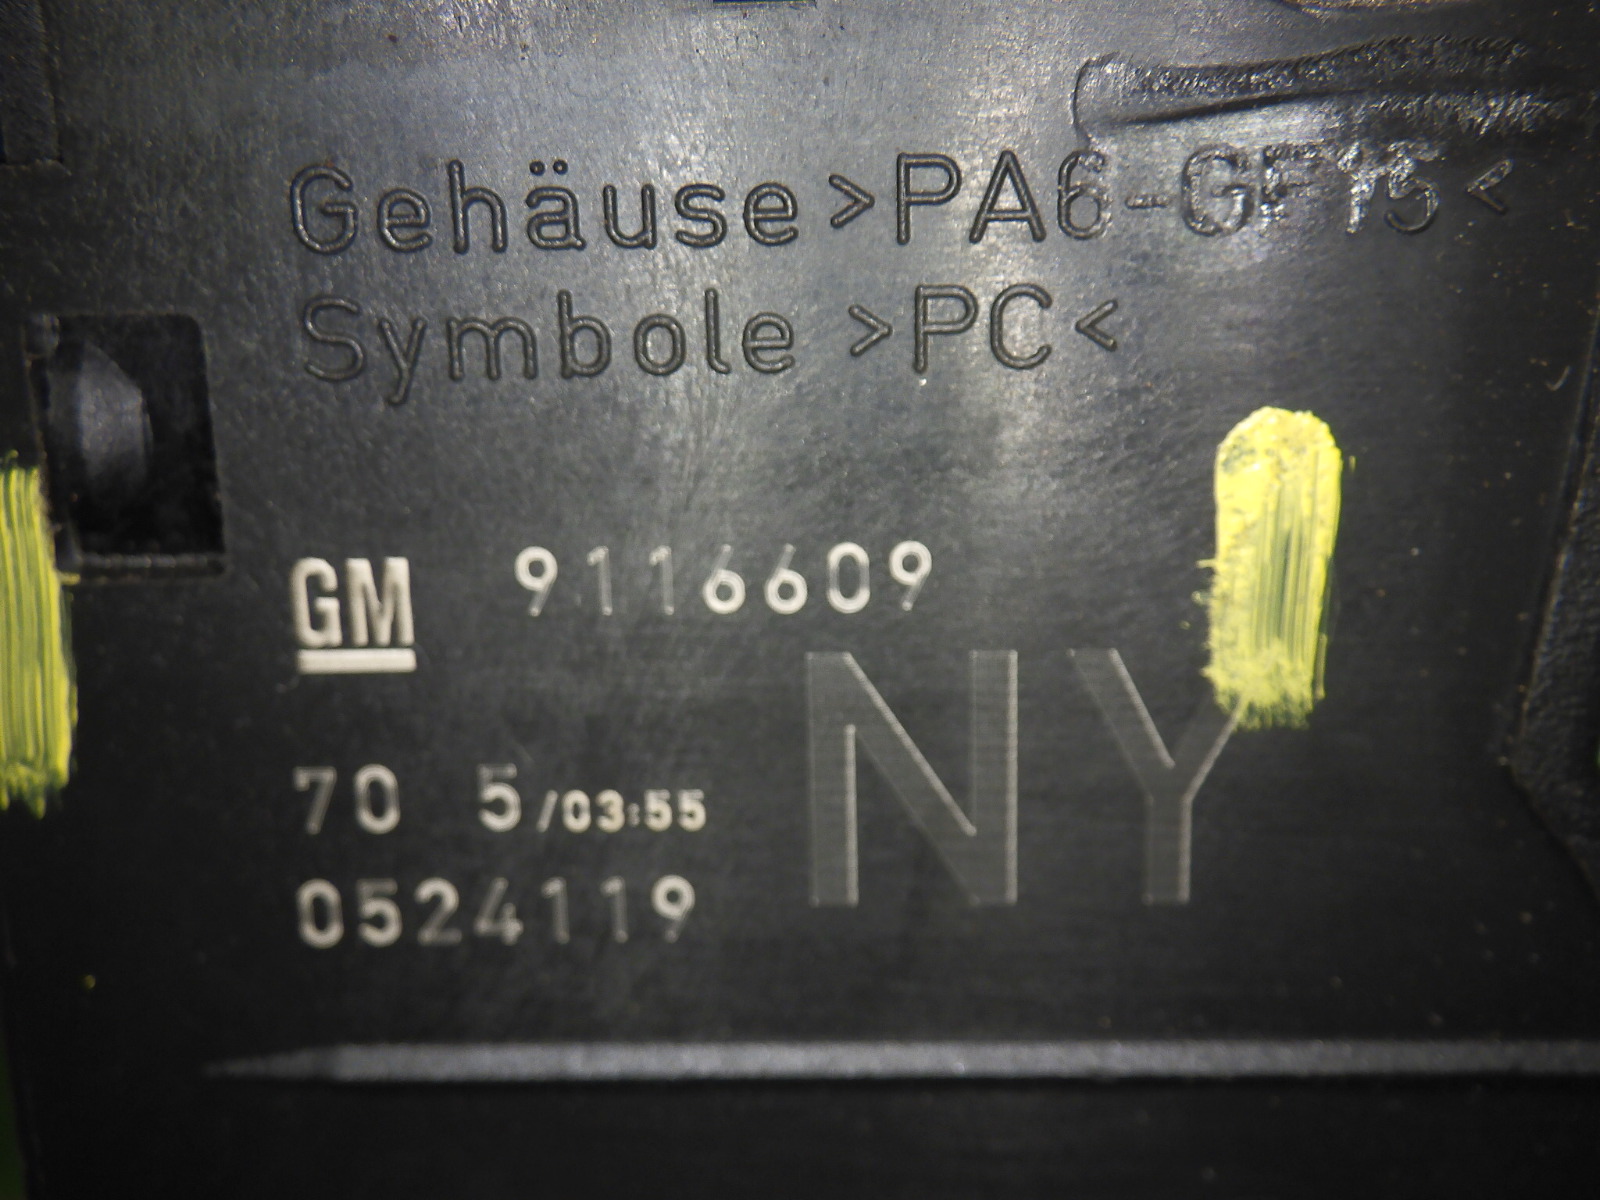 Gehäuse >PA6-GF15<
Symbole >PC<
GM 9116609
NY
70 5/03:55
0524119